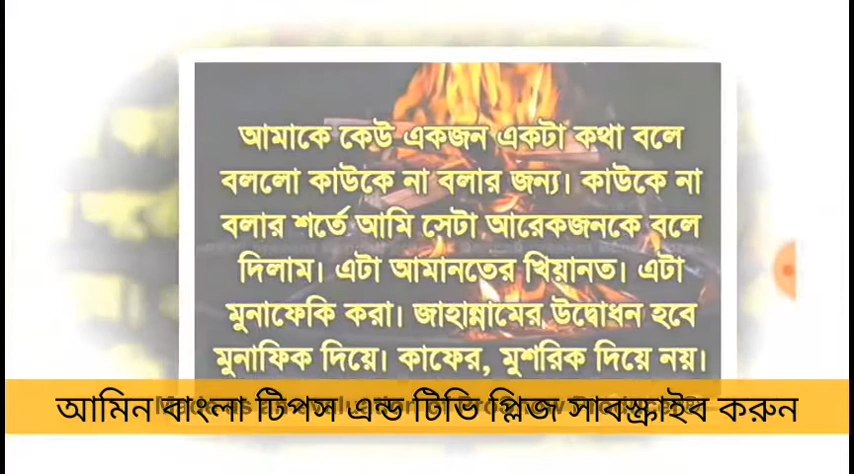 আমাকে কেউ একজন একটা কথা বলে
বললো কাউকে না বলার জন্য। কাউকে না
বলার শর্তে আমি সেটা আরেকজনকে বলে
দিলাম। এটা আমানতের খিয়ানত। এটা
মুনাফেকি করা। জাহান্নামের উদ্বোধন হবে
মুনাফিক দিয়ে। কাফের, মুশরিক দিয়ে নয়।
আমিন বাংলা টিপস এন্ড টিভি প্লিজ সাবস্ক্রাইব করুন